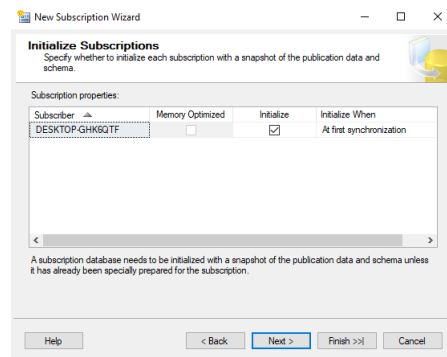 New Subscription Wizard
Initialize Subscriptions
Specify whether to initialize each subscription with a snapshot of the publication data and
schema.
Subscription properties:
Subscriber Memory Optimized Initialize Initialize When
DESKTOP-GHK6QTF At first synchronization
A subscription database needs to be initialized with a snapshot of the publication data and schema unless
it has already been specially prepared for the subscription.
Help < Back Next > Finish >>| Cancel